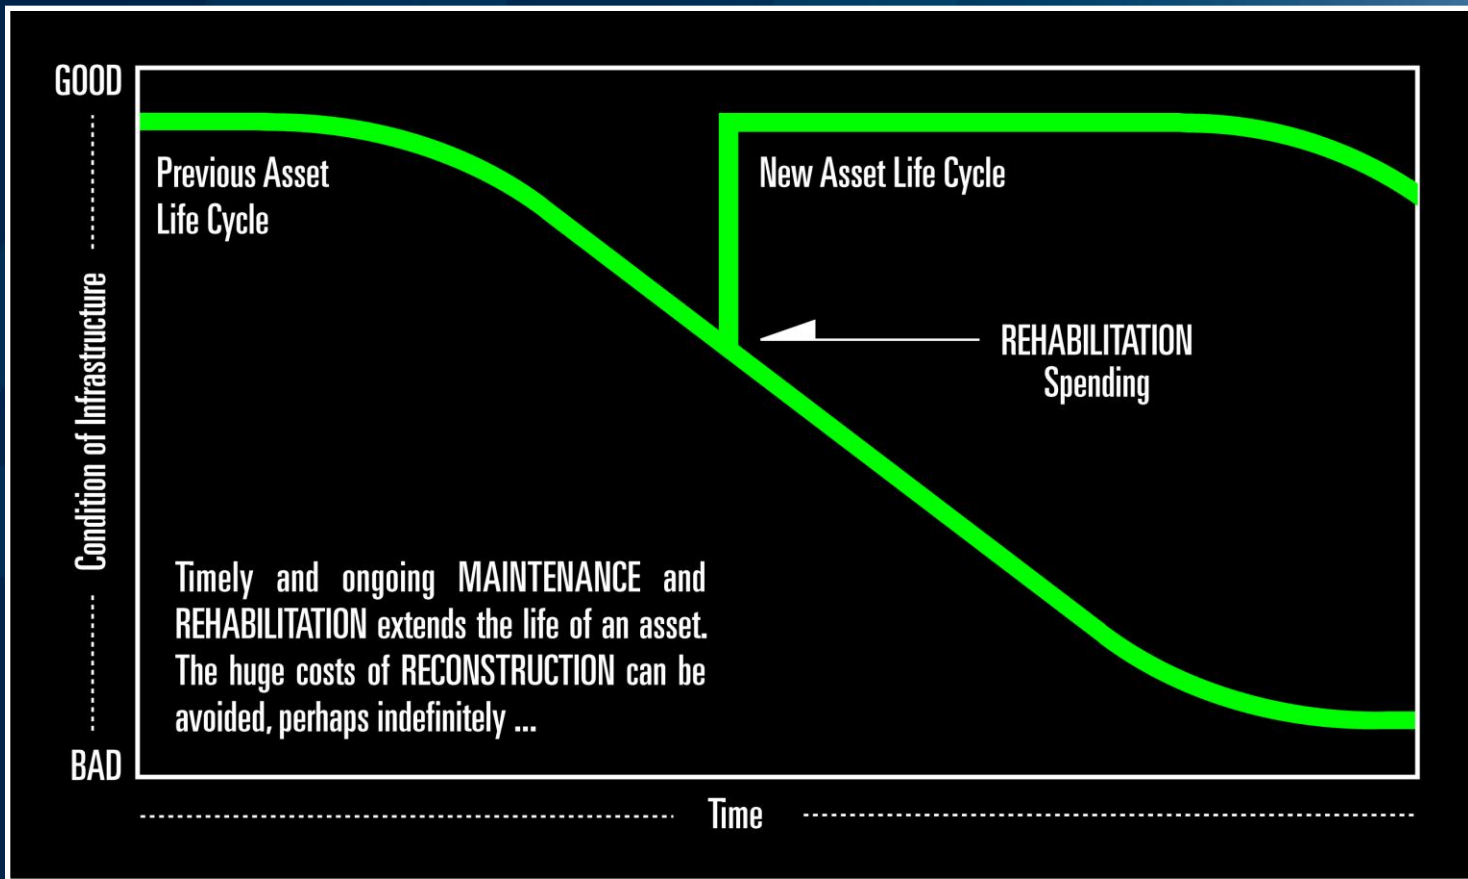 GOOD
Previous Asset
Life Cycle
New Asset Life Cycle
Condition of Infrastructure
REHABILITATION
Spending
Timely and ongoing MAINTENANCE and
REHABILITATION extends the life of an asset.
The huge costs of RECONSTRUCTION can be
avoided, perhaps indefinitely ...
BAD
Time